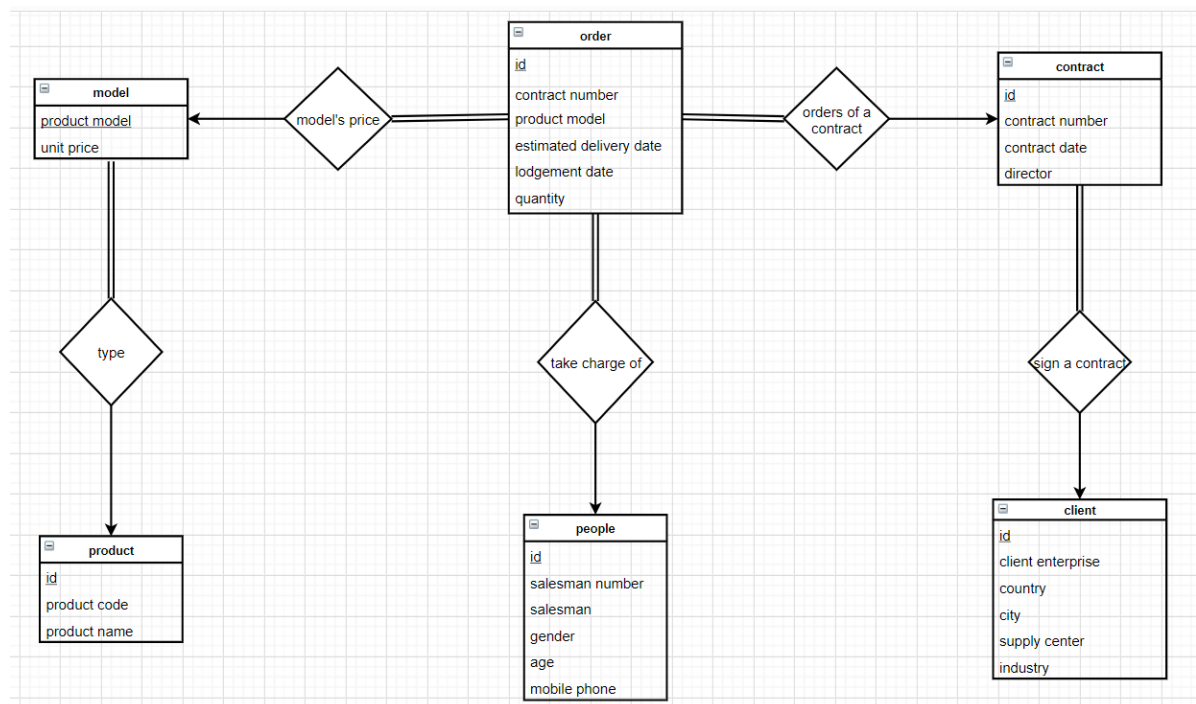 order
id
contract number
product model
estimated delivery date
lodgement date
quantity
model
product model
unit price
model's price
orders of a
contract
contract
id
contract number
contract date
director
type
take charge of
sign a contract
product
id
product code
product name
people
id
salesman number
salesman
gender
age
mobile phone
client
id
client enterprise
country
city
supply center
industry